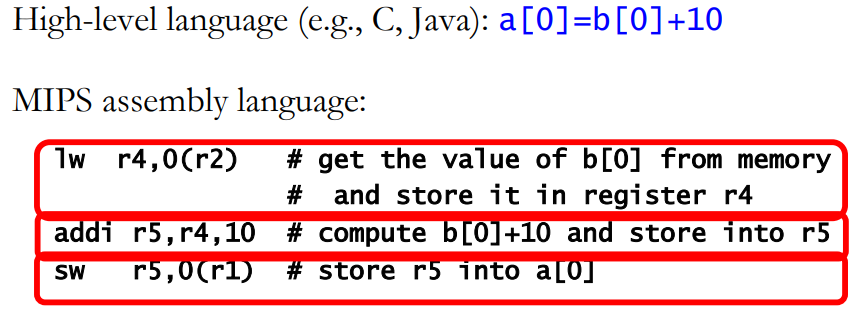 High-level language (e.g., C, Java): a[0]=b[0]+10
MIPS assembly language:
lw r4,0(r2) # get the value of b[0] from memory
# and store it in register r4
addi r5,r4,10 # compute b[0]+10 and store into r5
sw r5,0(r1) # store r5 into a[0]